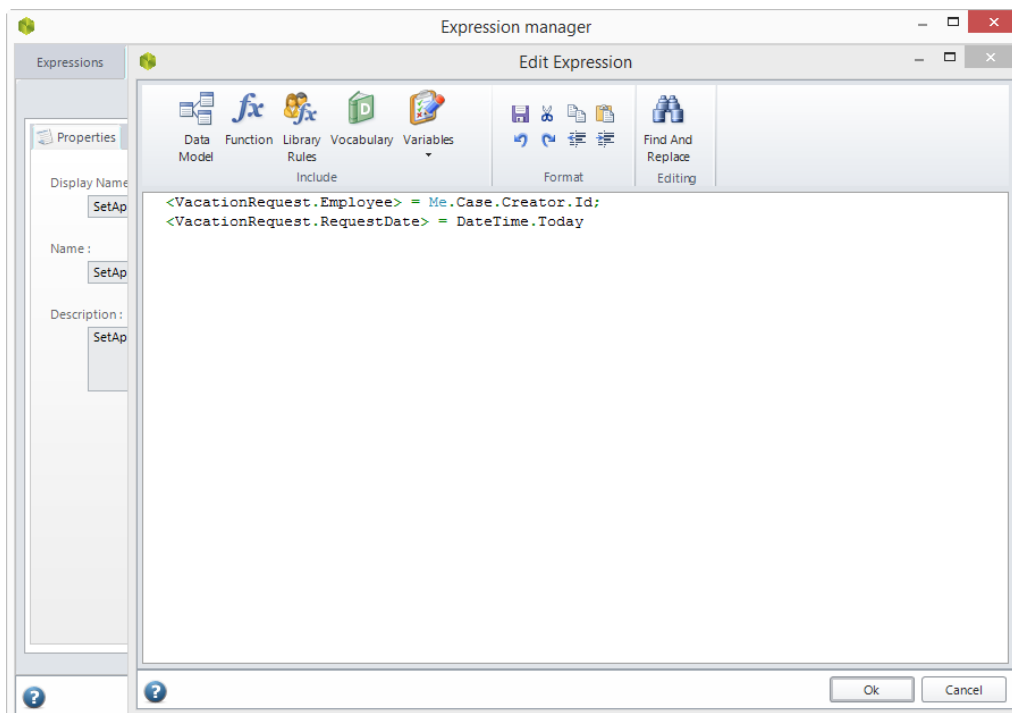 Expression manager
Expressions
Edit Expression
Properties
Display Name
SetAp
Name :
SetAp
Description :
SetAp
Data Model
Function
Library Rules
Vocabulary
Variables
Include
Format
Find And Replace
Editing
<VacationRequest.Employee> = Me.Case.Creator.Id;
<VacationRequest.RequestDate> = DateTime.Today
Ok
Cancel